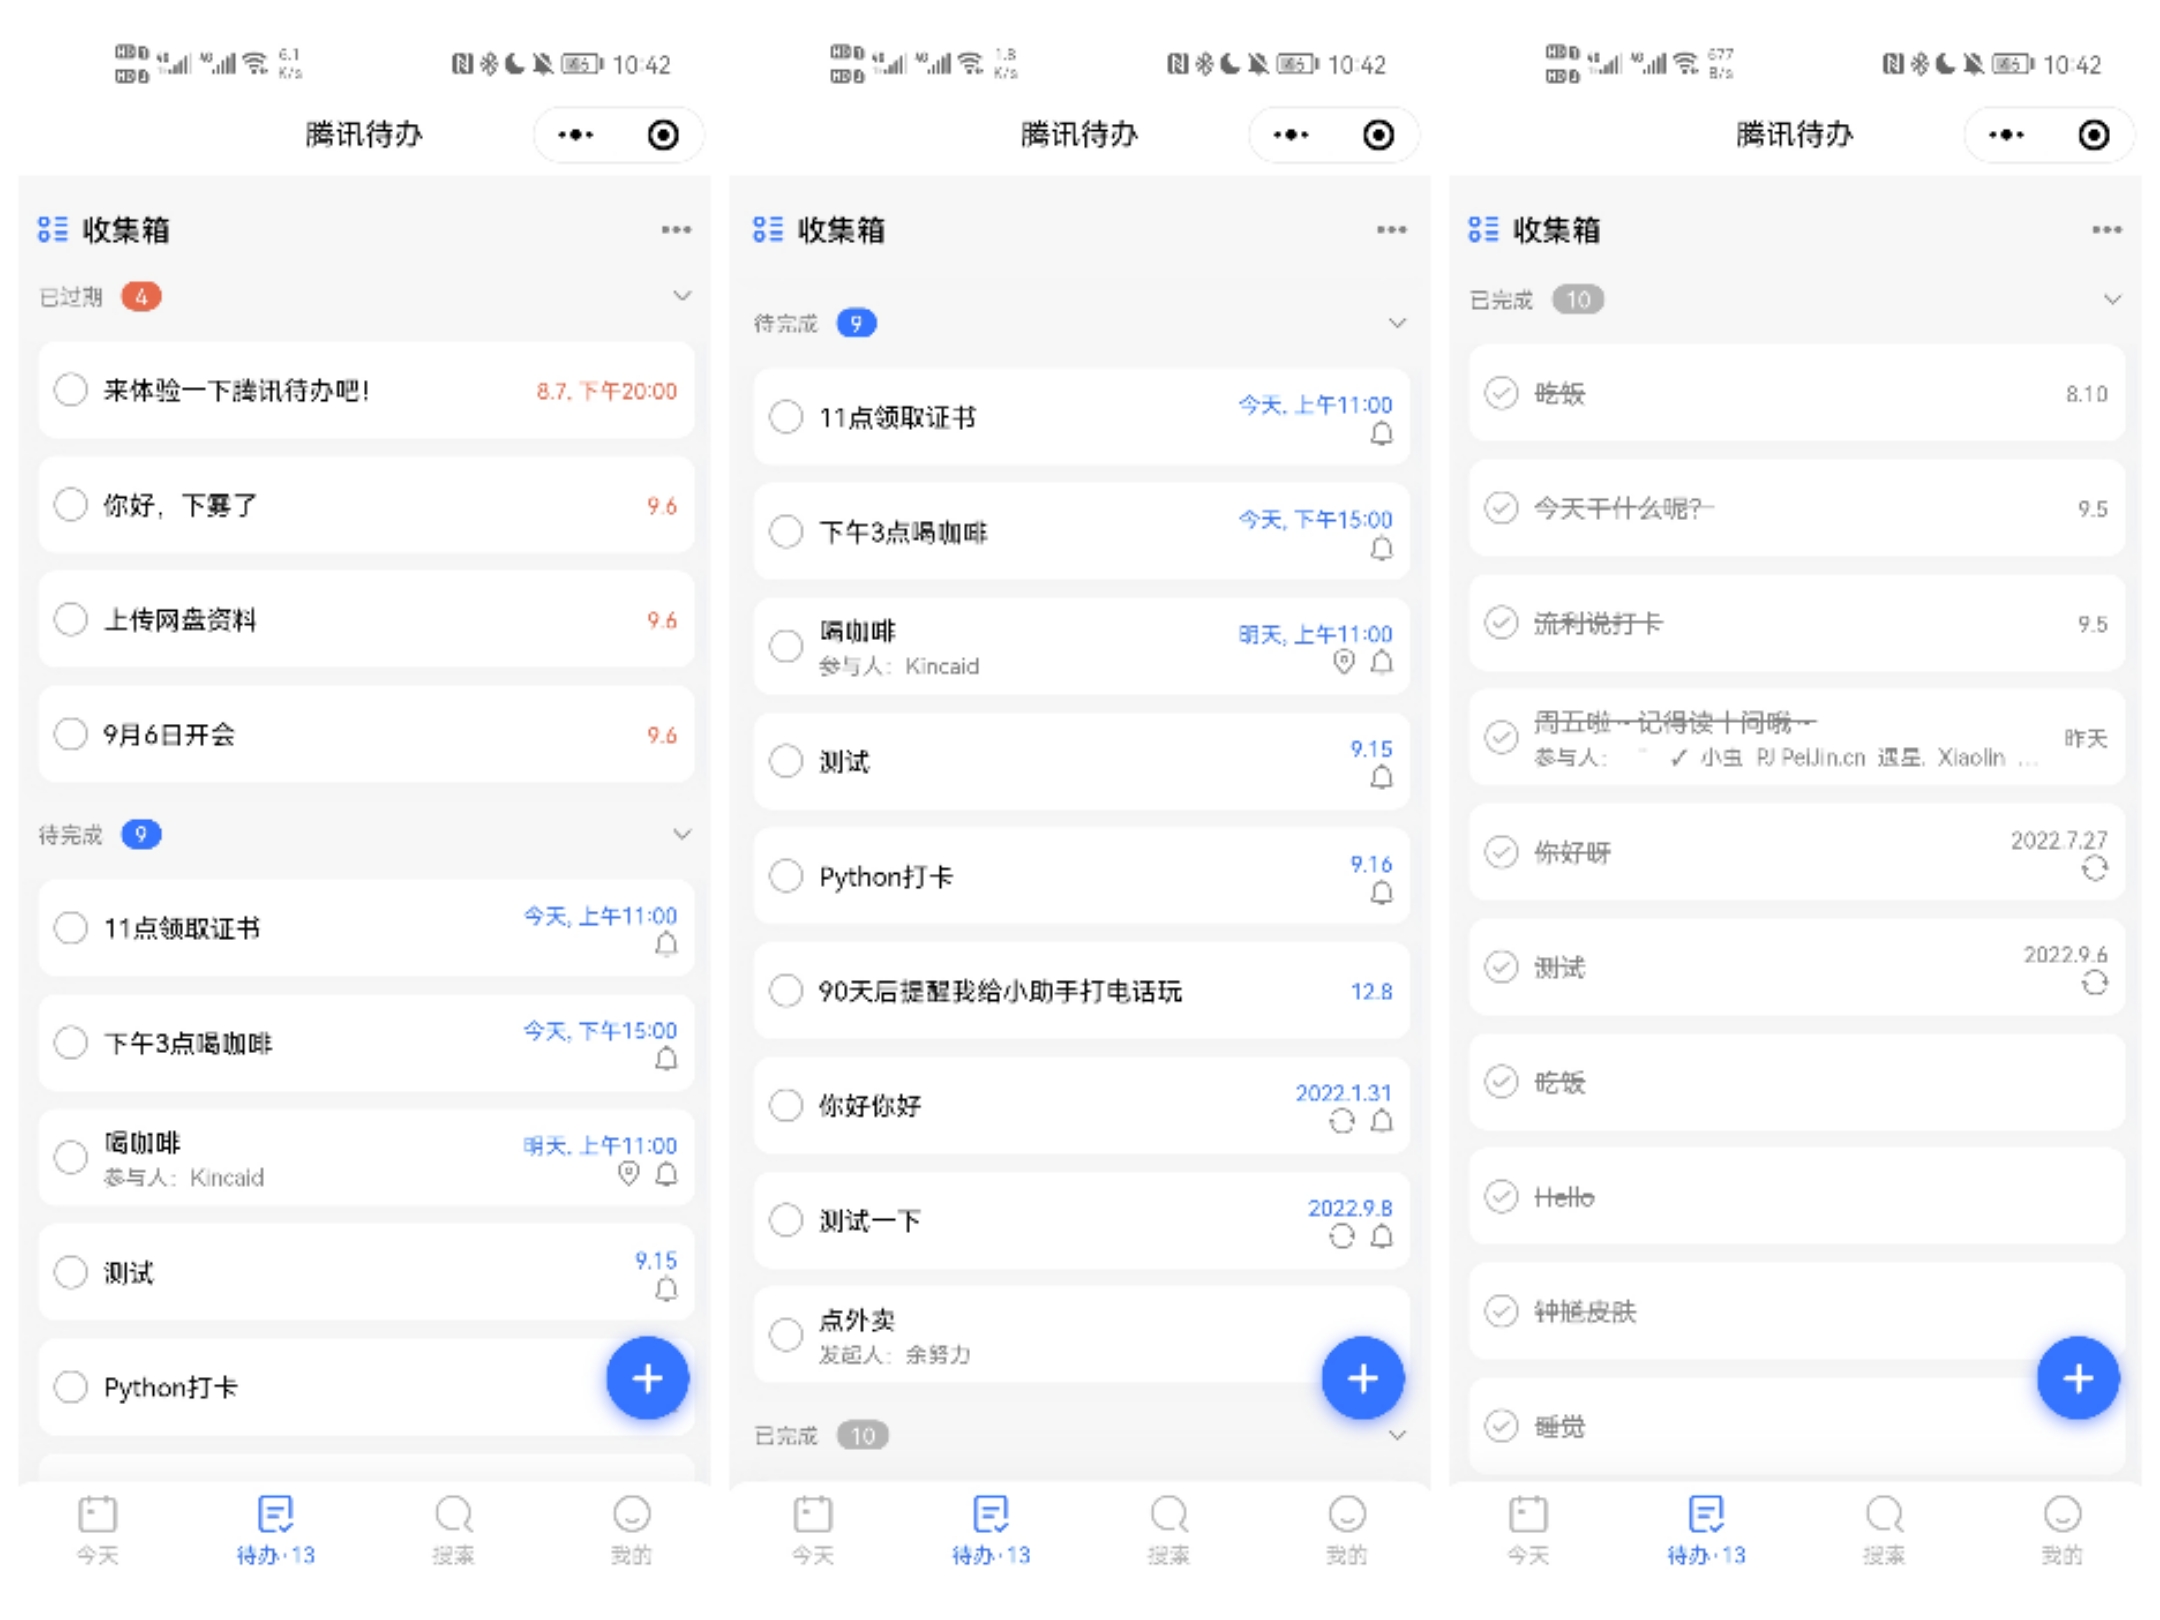 6.1
K/s
10:42
腾讯待办
收集箱
已过期 4
来体验一下腾讯待办吧!
8.7, 下午20:00
你好，下雾了
9.6
上传网盘资料
9.6
9月6日开会
9.6
待完成 9
11点领取证书
今天, 上午11:00
下午3点喝咖啡
今天, 下午15:00
喝咖啡
明天, 上午11:00
参与人：Kincaid
测试
9.15
Python打卡
今天
待办·13
搜索
我的
1.8
K/s
10:42
腾讯待办
收集箱
待完成 9
11点领取证书
今天, 上午11:00
下午3点喝咖啡
今天, 下午15:00
喝咖啡
明天, 上午11:00
参与人：Kincaid
测试
9.15
Python打卡
9.16
90天后提醒我给小助手打电话玩
12.8
你好你好
2022.1.31
测试一下
2022.9.8
点外卖
发起人：余努力
已完成 10
今天
待办·13
搜索
我的
677
B/s
10:42
腾讯待办
收集箱
已完成 10
吃饭
8.10
今天干什么呢？
9.5
流利说打卡
9.5
周五啦~记得读十问哦~
昨天
参与人： ✓ 小虫 PJ PeiJin.cn 遇星. Xiaolin ...
你好呀
2022.7.27
测试
2022.9.6
吃饭
Hello
钟馗皮肤
睡觉
今天
待办·13
搜索
我的